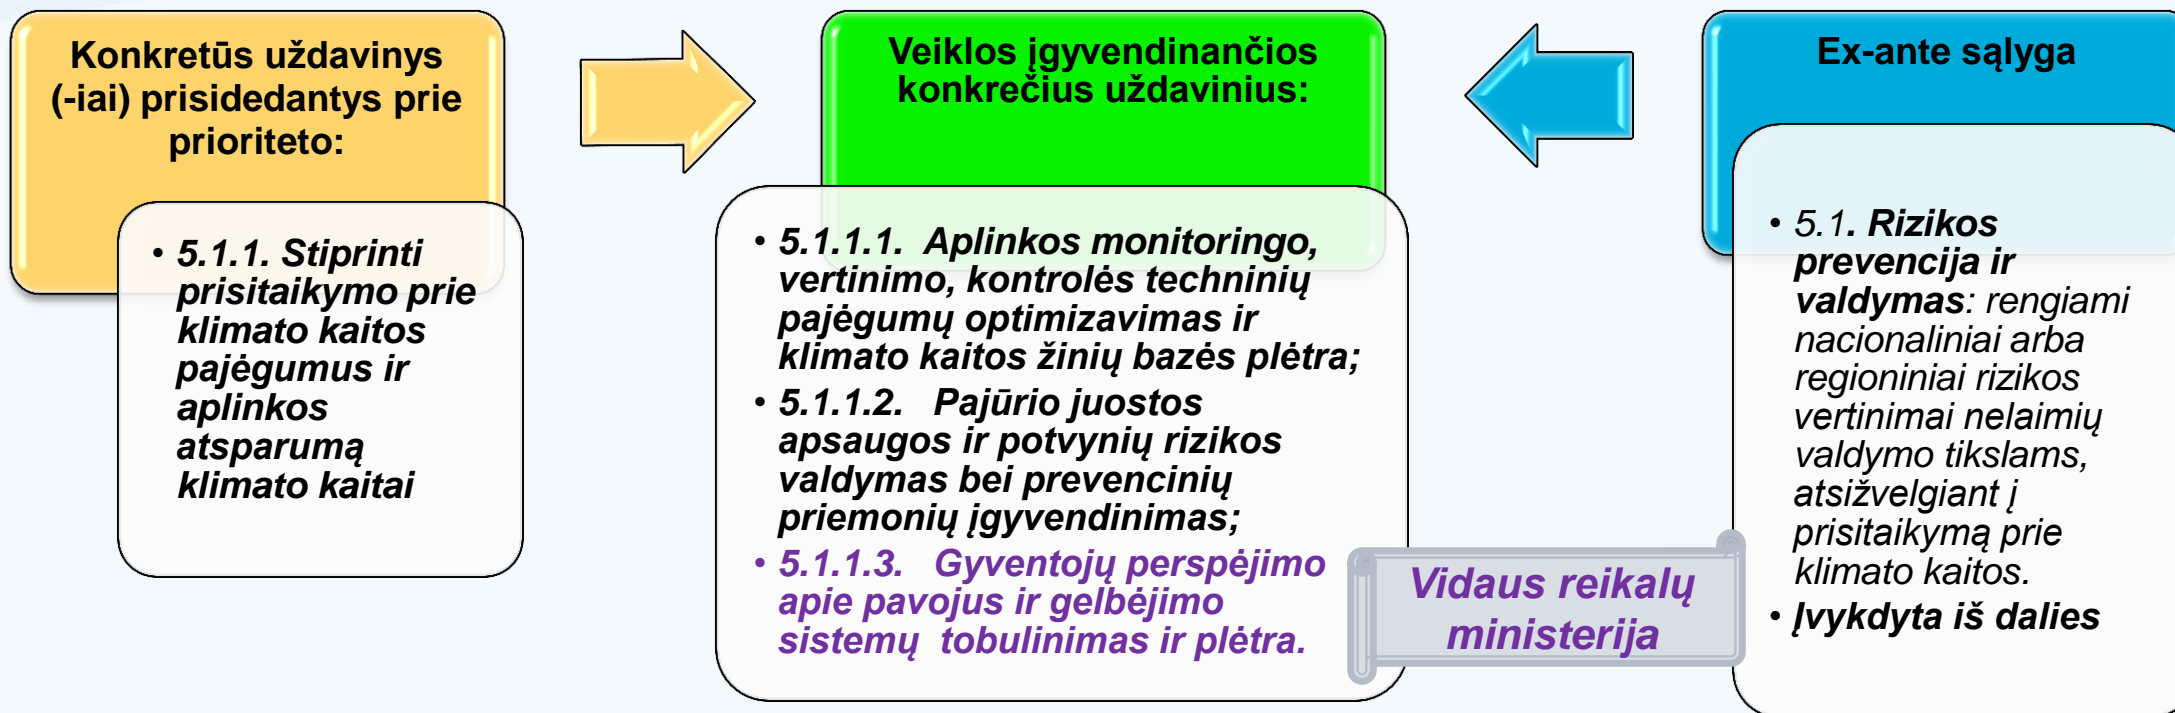 Konkretūs uždavinys
(-iai) prisidedantys prie
prioriteto:
• 5.1.1. Stiprinti
prisitaikymo prie
klimato kaitos
pajėgumus ir
aplinkos
atsparumą
klimato kaitai
Veiklos įgyvendinančios
konkrečius uždavinius:
• 5.1.1.1. Aplinkos monitoringo,
vertinimo, kontrolės techninių
pajėgumų optimizavimas ir
klimato kaitos žinių bazės plėtra;
• 5.1.1.2. Pajūrio juostos
apsaugos ir potvynių rizikos
valdymas bei prevencinių
priemonių įgyvendinimas;
• 5.1.1.3. Gyventojų perspėjimo
apie pavojus ir gelbėjimo
sistemų tobulinimas ir plėtra.
Vidaus reikalų
ministerija
Ex-ante sąlyga
• 5.1. Rizikos
prevencija ir
valdymas: rengiami
nacionaliniai arba
regioniniai rizikos
vertinimai nelaimių
valdymo tikslams,
atsižvelgiant į
prisitaikymą prie
klimato kaitos.
• Įvykdyta iš dalies